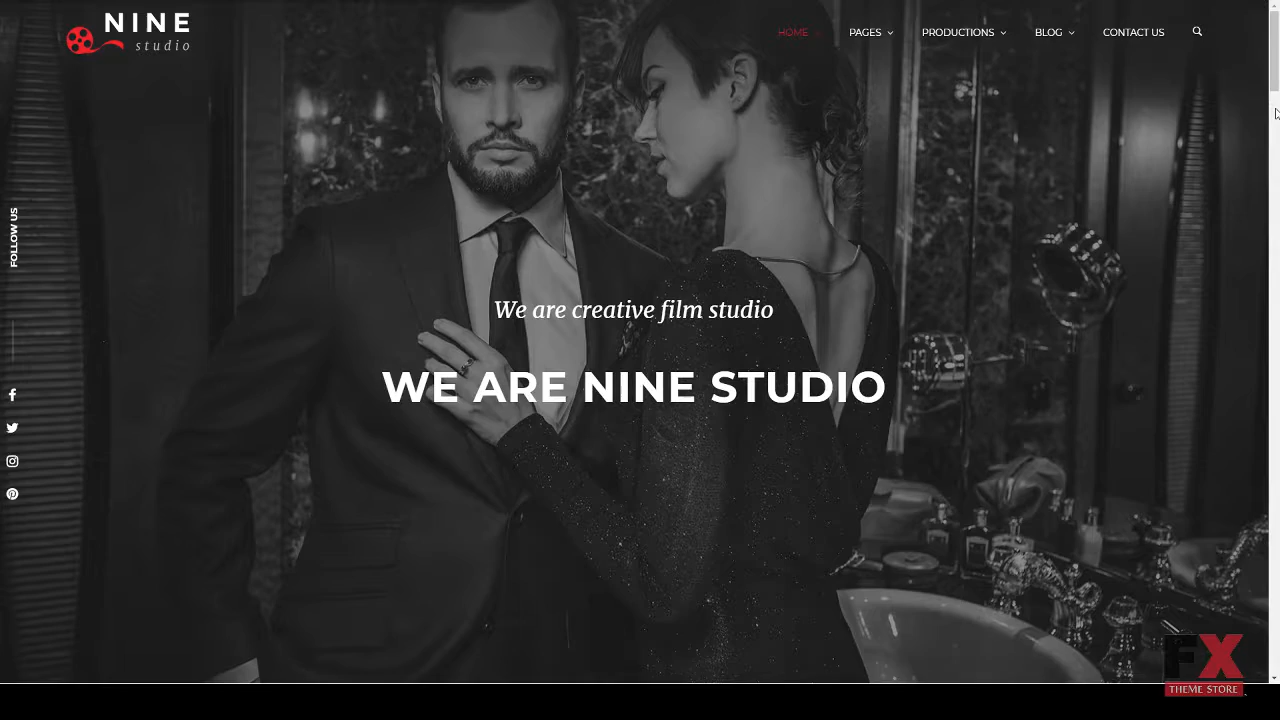 NINE
studio
HOME
PAGES
PRODUCTIONS
BLOG
CONTACT US
FOLLOW US
We are creative film studio
WE ARE NINE STUDIO
FX
THEME STORE